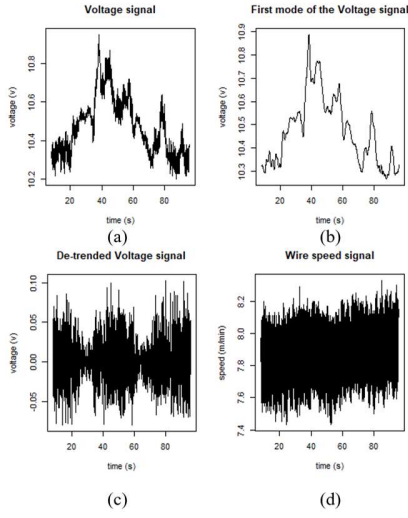 Voltage signal
voltage (v)
10.2 10.4 10.6 10.8
20 40 60 80
time (s)
(a)
First mode of the Voltage signal
voltage (v)
10.3 10.4 10.5 10.6 10.7 10.8 10.9
20 40 60 80
time (s)
(b)
De-trended Voltage signal
voltage (v)
-0.05 0.00 0.05 0.10
20 40 60 80
time (s)
(c)
Wire speed signal
speed (m/min)
7.4 7.6 7.8 8.0 8.2
20 40 60 80
time (s)
(d)